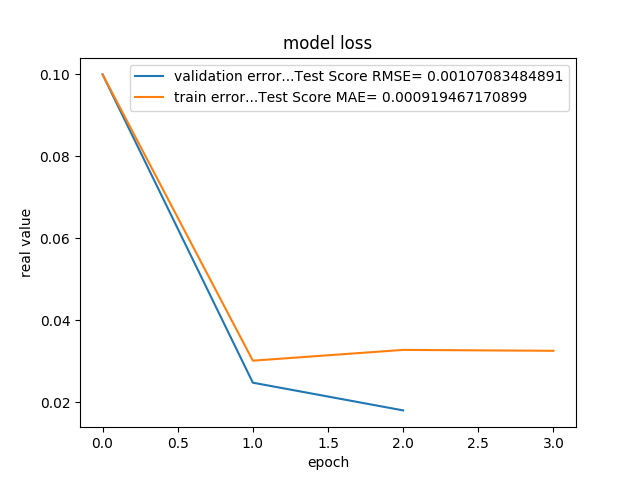 model loss
validation error...Test Score RMSE= 0.00107083484891
train error...Test Score MAE= 0.000919467170899
0.10
0.08
0.06
0.04
0.02
real value
0.0 0.5 1.0 1.5 2.0 2.5 3.0
epoch